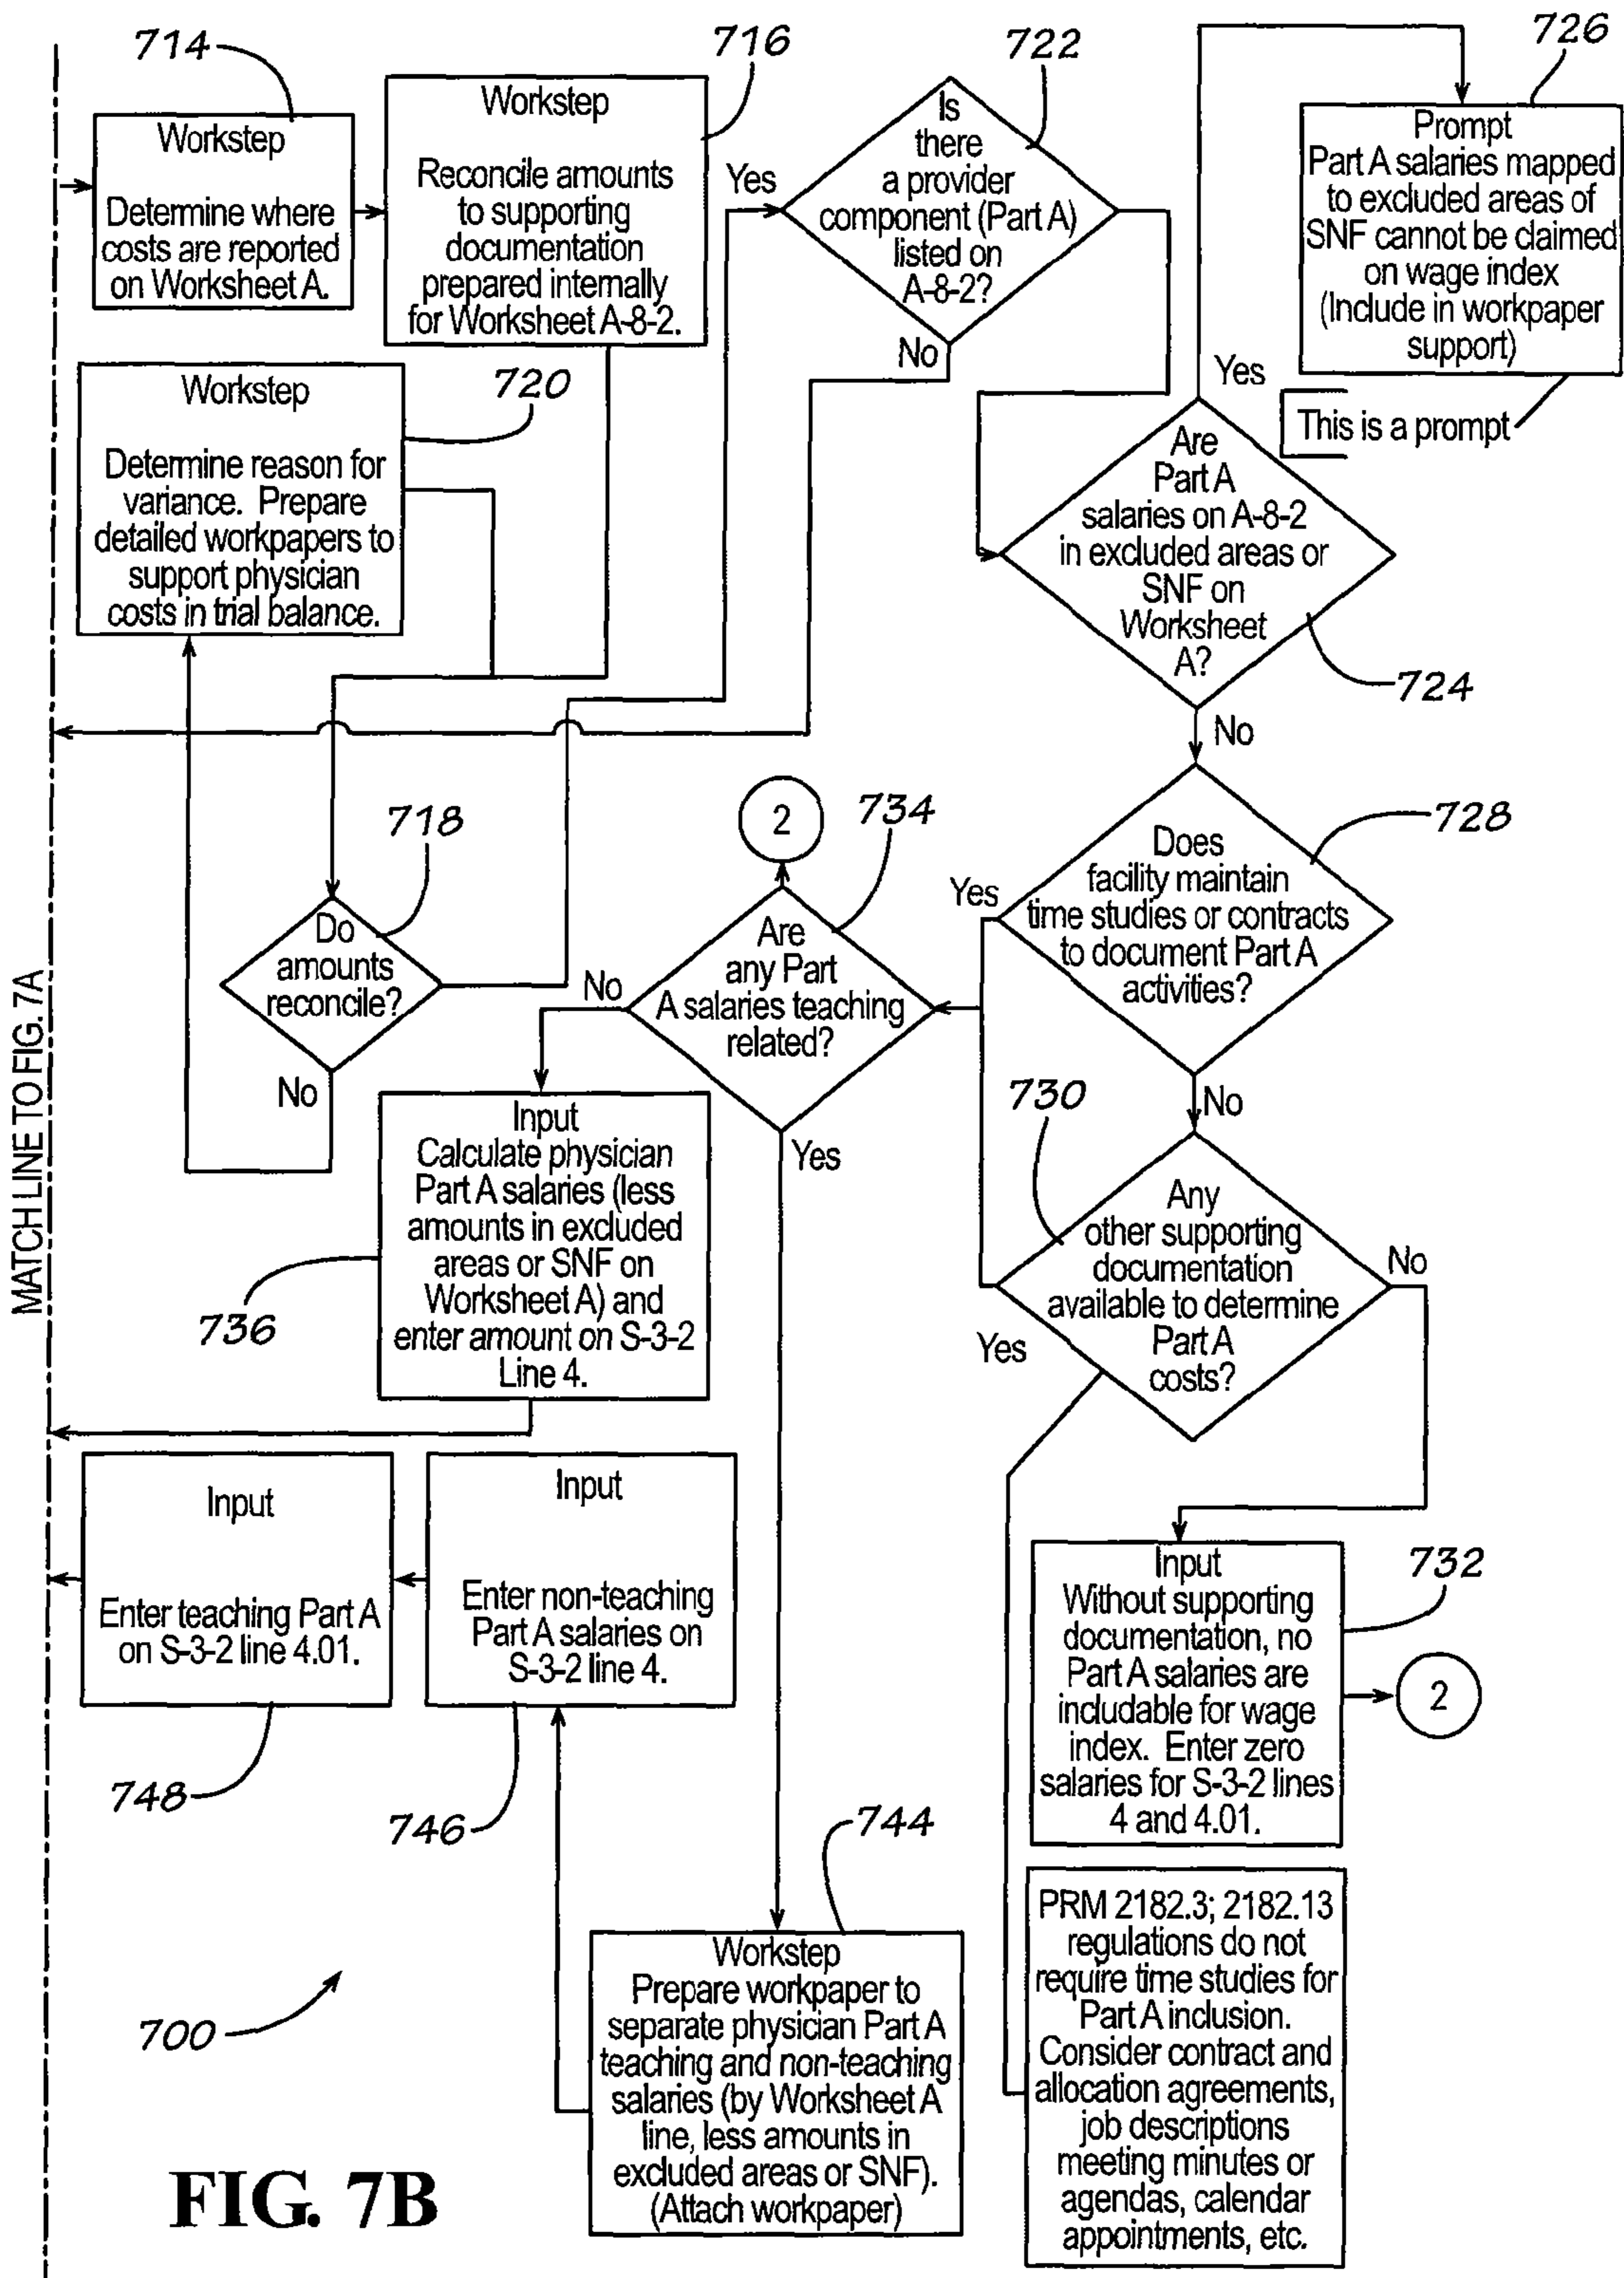 714
Workstep
Determine where
costs are reported
on Worksheet A.
716
Workstep
Reconcile amounts
to supporting
documentation
prepared internally
for Worksheet A-8-2.
722
Yes
Is
there
a provider
component (Part A)
listed on
A-8-2?
No
726
Prompt
Part A salaries mapped
to excluded areas of
SNF cannot be claimed
on wage index
(Include in workpaper
support)
This is a prompt
720
Workstep
Determine reason for
variance. Prepare
detailed workpapers to
support physician
costs in trial balance.
Yes
Are
Part A
salaries on A-8-2
in excluded areas or
SNF on
Worksheet
A?
724
No
718
Do
amounts
reconcile?
No
2
734
Are
any Part
A salaries teaching
related?
No
Yes
728
Yes
Does
facility maintain
time studies or contracts
to document Part A
activities?
No
MATCH LINE TO FIG. 7A
736
Input
Calculate physician
Part A salaries (less
amounts in excluded
areas or SNF on
Worksheet A) and
enter amount on S-3-2
Line 4.
730
Any
other supporting
documentation
available to determine
Part A
costs?
Yes
No
Input
Enter teaching Part A
on S-3-2 line 4.01.
748
Input
Enter non-teaching
Part A salaries on
S-3-2 line 4.
746
732
Input
Without supporting
documentation, no
Part A salaries are
includable for wage
index. Enter zero
salaries for S-3-2 lines
4 and 4.01.
2
744
Workstep
Prepare workpaper to
separate physician Part A
teaching and non-teaching
salaries (by Worksheet A
line, less amounts in
excluded areas or SNF).
(Attach workpaper)
PRM 2182.3; 2182.13
regulations do not
require time studies for
Part A inclusion.
Consider contract and
allocation agreements,
job descriptions
meeting minutes or
agendas, calendar
appointments, etc.
700
FIG. 7B